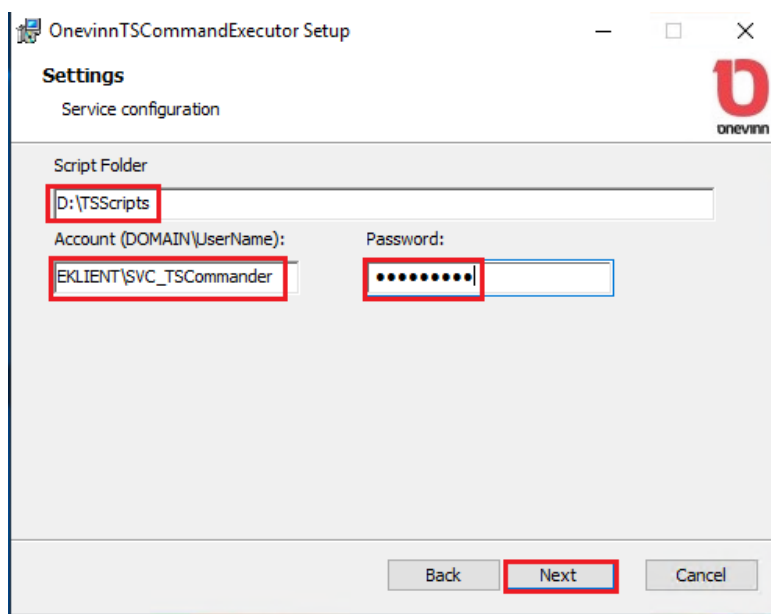 OnevinnTSCommandExecutor Setup
Settings
Service configuration
onevinn
Script Folder
D:\TSScripts
Account (DOMAIN\UserName): Password:
EKLIENT\SVC_TSCommander ●●●●●●●●●
Back Next Cancel